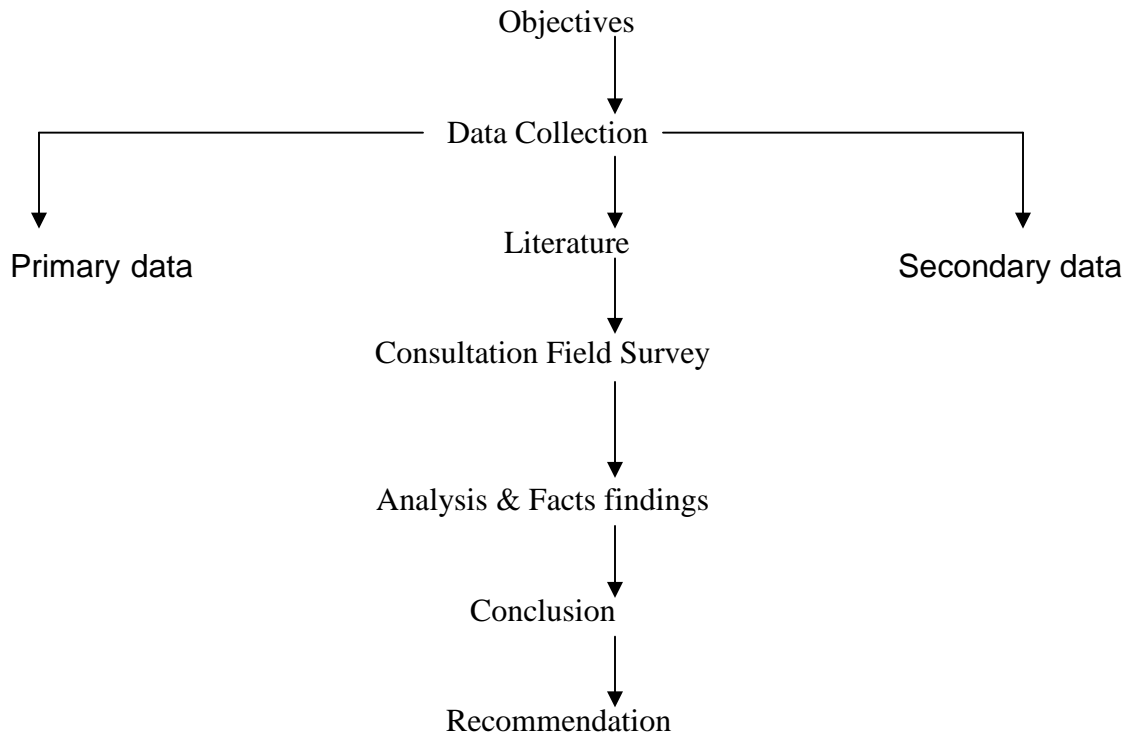 Objectives
Data Collection
Literature
Primary data
Secondary data
Consultation Field Survey
Analysis & Facts findings
Conclusion
Recommendation